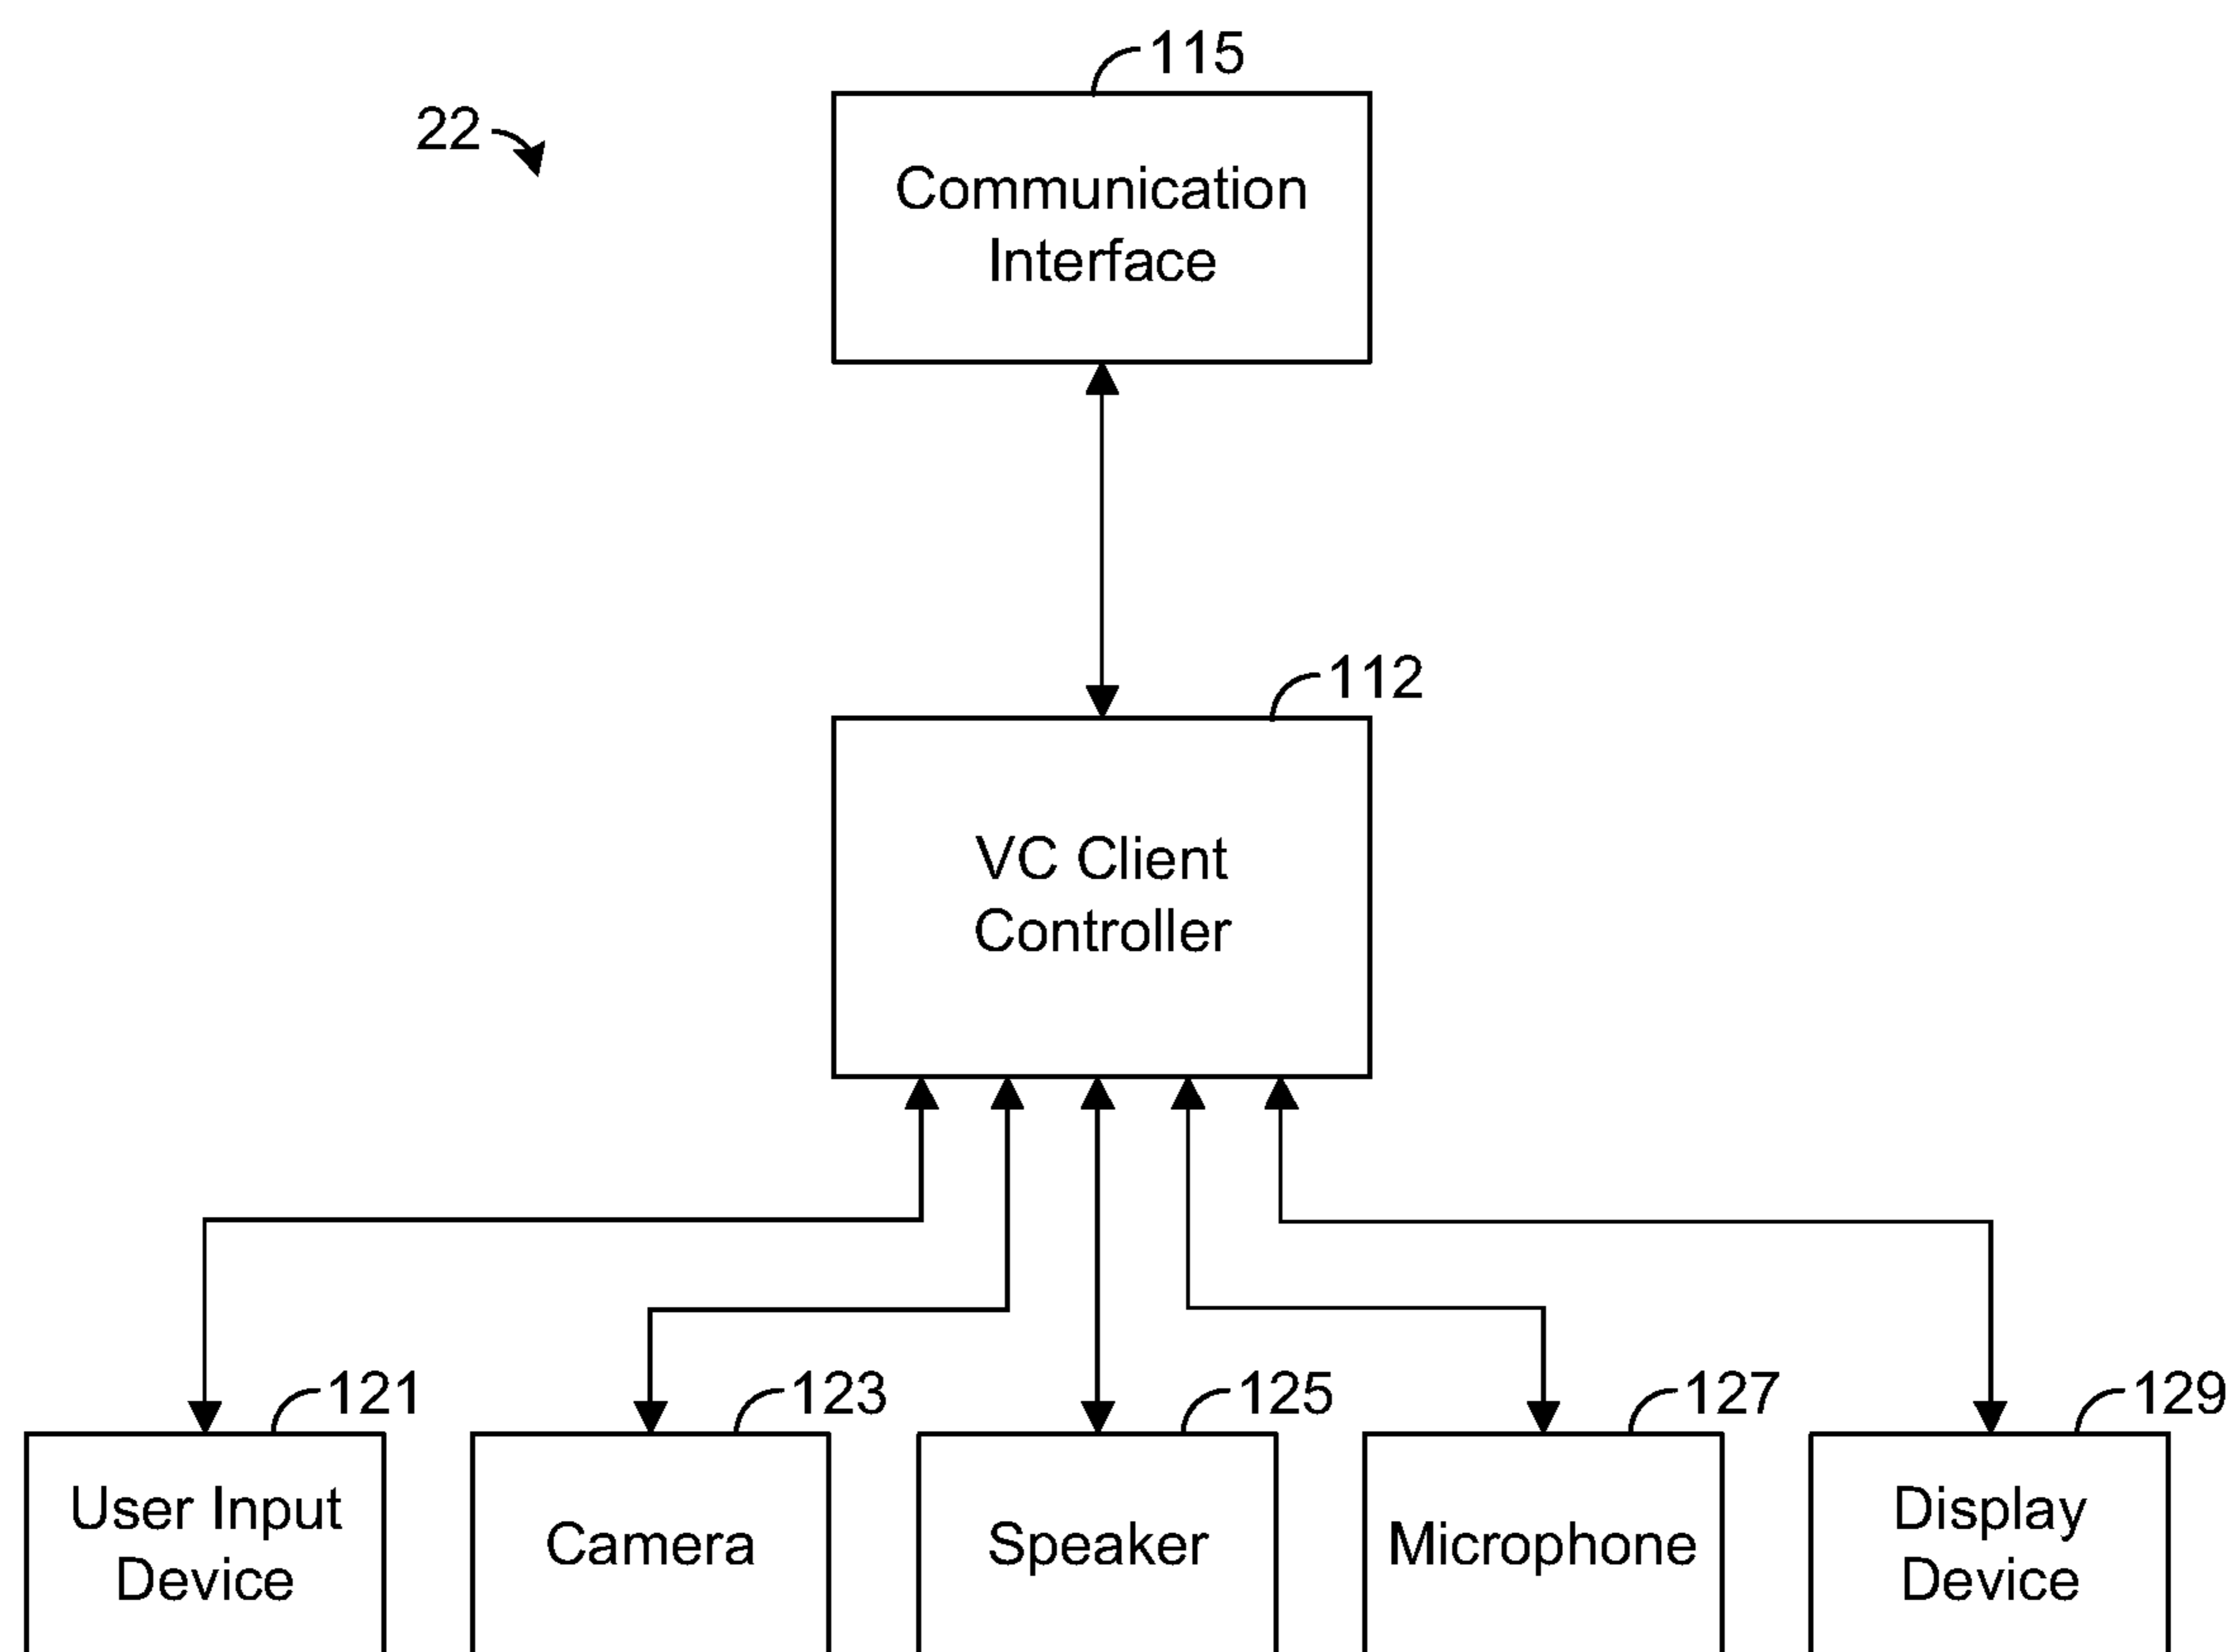 115
22
Communication
Interface
112
VC Client
Controller
121
123
125
127
129
User Input
Device
Camera
Speaker
Microphone
Display
Device